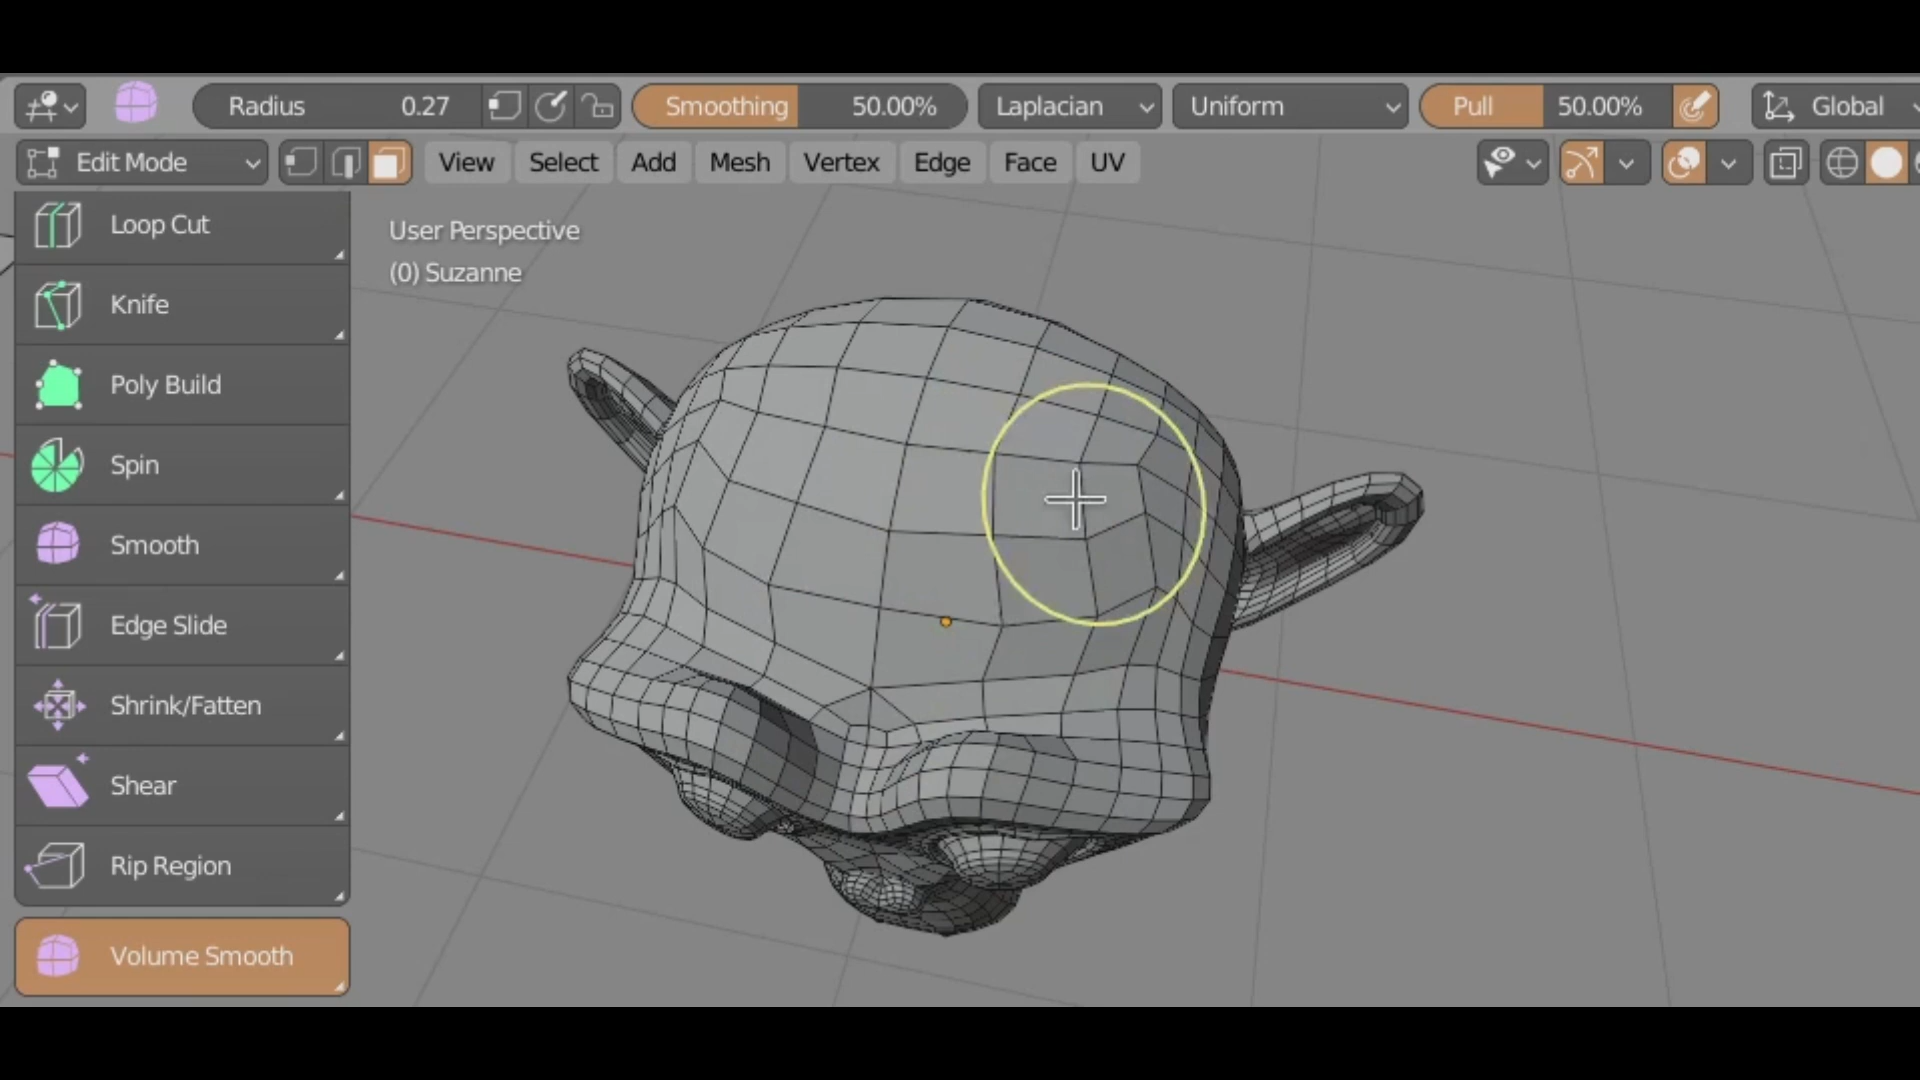 Radius 0.27 Smoothing 50.00% Laplacian Uniform Pull 50.00% Global
Edit Mode View Select Add Mesh Vertex Edge Face UV
Loop Cut
User Perspective
(0) Suzanne
Knife
Poly Build
Spin
Smooth
Edge Slide
Shrink/Fatten
Shear
Rip Region
Volume Smooth